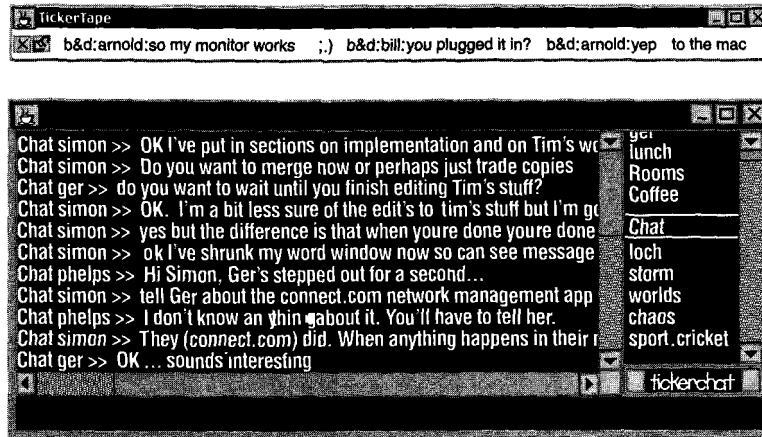 TickerTape
b&d:arnold:so my monitor works ;.) b&d:bill:you plugged it in? b&d:arnold:yep to the mac
Chat simon >> OK I've put in sections on implementation and on Tim's wo
Chat simon >> Do you want to merge now or perhaps just trade copies
Chat ger >> do you want to wait until you finish editing Tim's stuff?
Chat simon >> OK. I'm a bit less sure of the edit's to tim's stuff but I'm go
Chat simon >> yes but the difference is that when youre done youre done
Chat simon >> ok I've shrunk my word window now so can see message
Chat phelps >> Hi Simon, Ger's stepped out for a second...
Chat simon >> tell Ger about the connect.com network management app
Chat phelps >> I don't know an ythin gabout it. You'll have to tell her.
Chat simon >> They (connect.com) did. When anything happens in their r
Chat ger >> OK ... sounds interesting
ger
lunch
Rooms
Coffee
Chat
loch
storm
worlds
chaos
sport.cricket
tickerchat